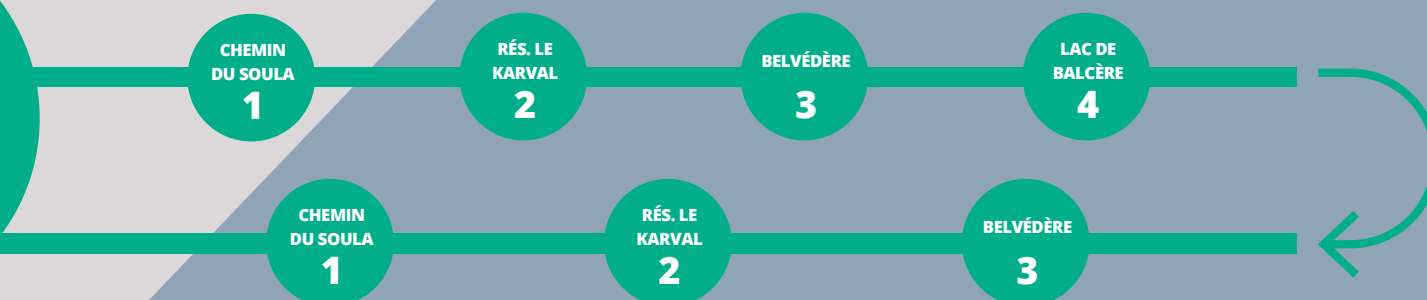 CHEMIN
DU SOULA
1
RÉS. LE
KARVAL
2
BELVÉDÈRE
3
LAC DE
BALCÈRE
4
CHEMIN
DU SOULA
1
RÉS. LE
KARVAL
2
BELVÉDÈRE
3